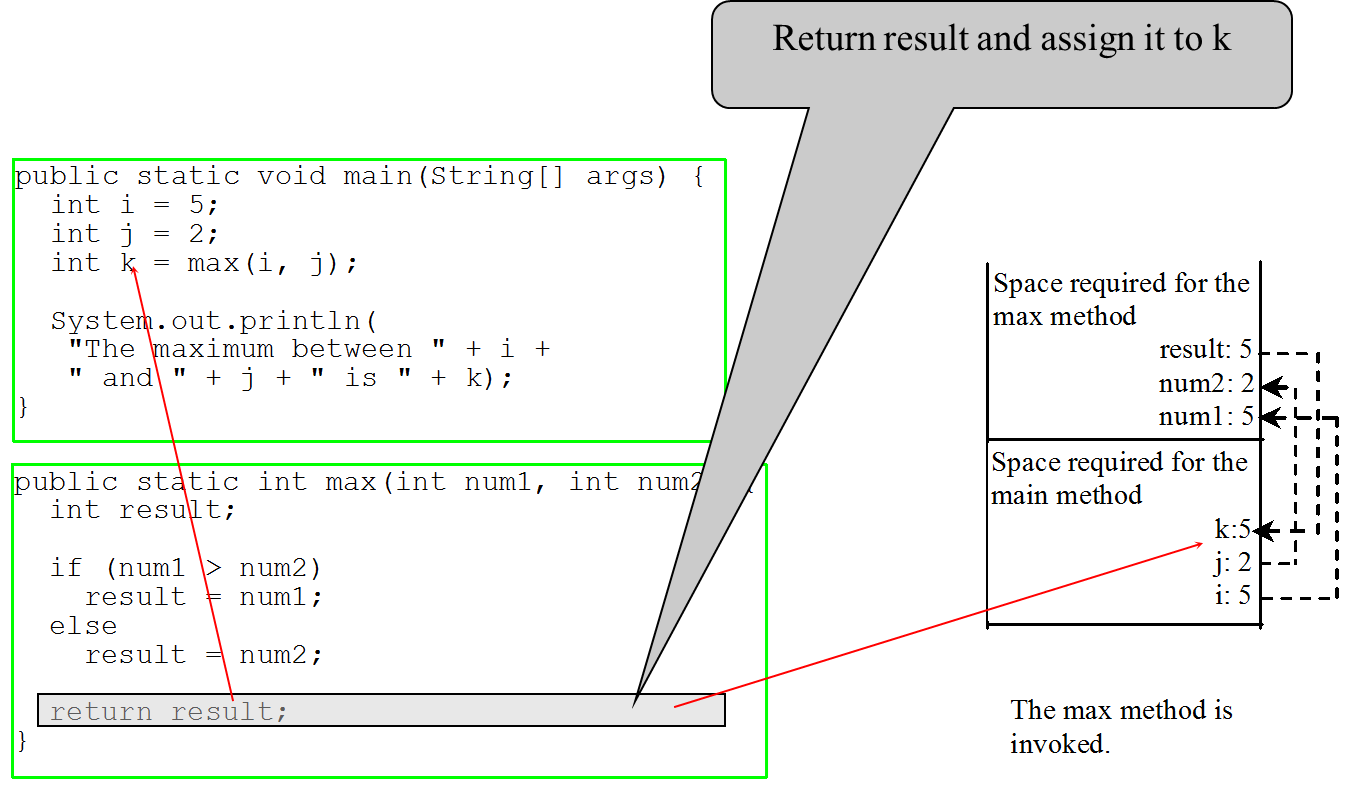 Return result and assign it to k
public static void main(String[] args) {
  int i = 5;
  int j = 2;
  int k = max(i, j);
  System.out.println(
   "The maximum between " + i +
   " and " + j + " is " + k);
}
public static int max(int num1, int num2 {
  int result;
  if (num1 > num2)
    result = num1;
  else
    result = num2;
  return result;
}
Space required for the
max method
result: 5
num2: 2
num1: 5
Space required for the
main method
k:5
j: 2
i: 5
The max method is
invoked.